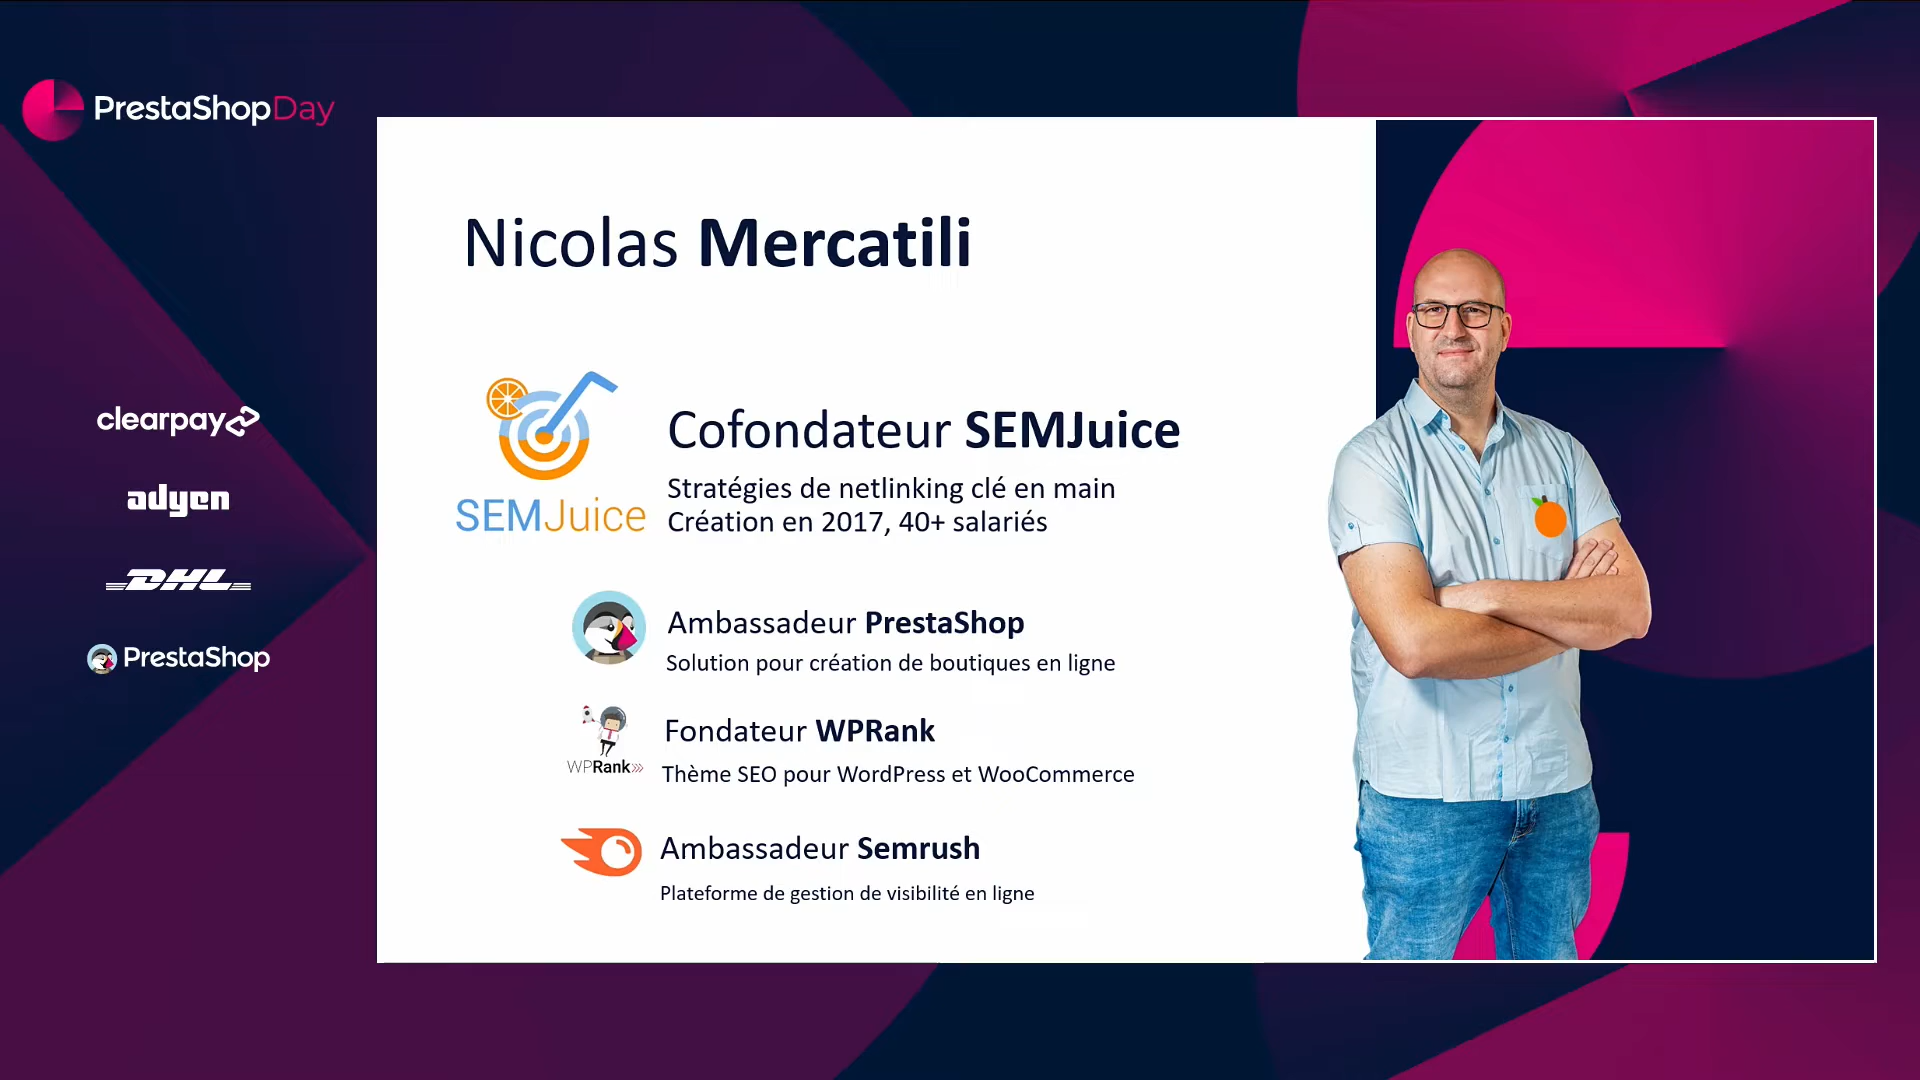 PrestaShopDay
clearpay
adyen
DHL
PrestaShop
Nicolas Mercatili
SEMJuice
Cofondateur SEMJuice
Stratégies de netlinking clé en main
Création en 2017, 40+ salariés
Ambassadeur PrestaShop
Solution pour création de boutiques en ligne
WPRank
Fondateur WPRank
Thème SEO pour WordPress et WooCommerce
Ambassadeur Semrush
Plateforme de gestion de visibilité en ligne